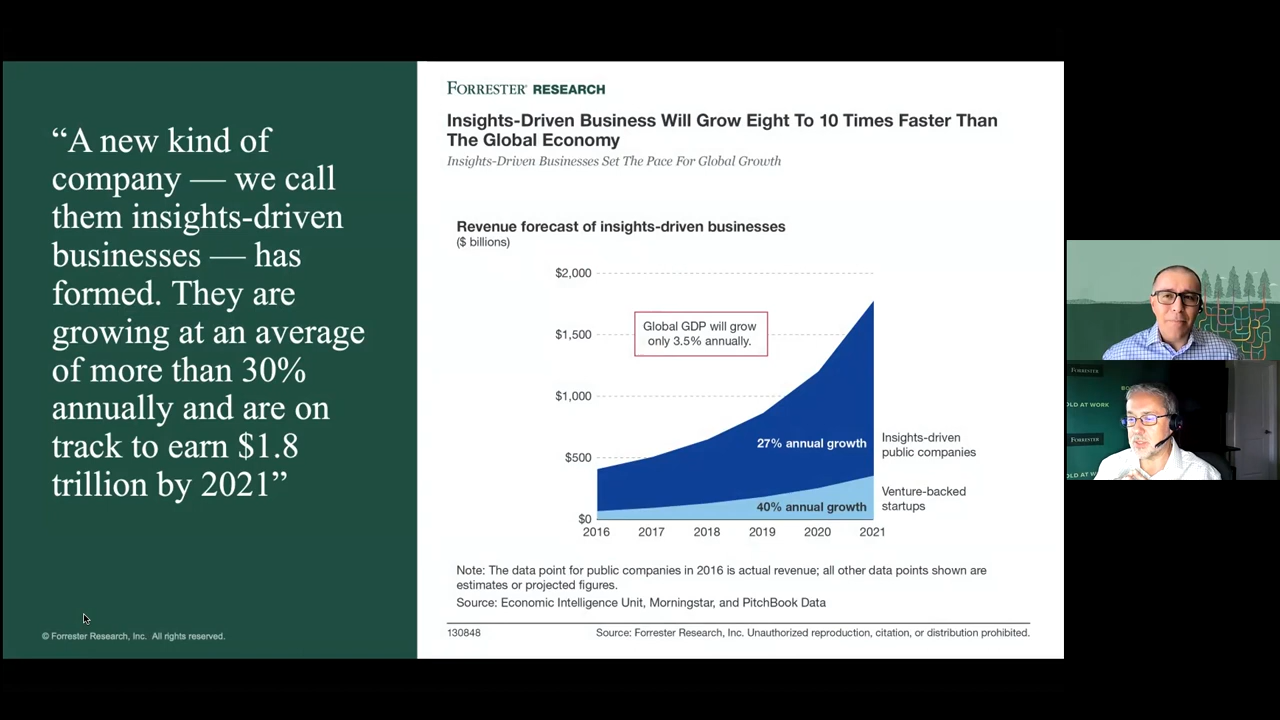 “A new kind of
company — we call
them insights-driven
businesses — has
formed. They are
growing at an average
of more than 30%
annually and are on
track to earn $1.8
trillion by 2021”
© Forrester Research, Inc. All rights reserved.
FORRESTER® RESEARCH
Insights-Driven Business Will Grow Eight To 10 Times Faster Than
The Global Economy
Insights-Driven Businesses Set The Pace For Global Growth
Revenue forecast of insights-driven businesses
($ billions)
$2,000
$1,500
$1,000
$500
$0
Global GDP will grow
only 3.5% annually.
27% annual growth
40% annual growth
Insights-driven
public companies
Venture-backed
startups
2016 2017 2018 2019 2020 2021
Note: The data point for public companies in 2016 is actual revenue; all other data points shown are
estimates or projected figures.
Source: Economic Intelligence Unit, Morningstar, and PitchBook Data
130848 Source: Forrester Research, Inc. Unauthorized reproduction, citation, or distribution prohibited.
FORRESTER
OLD AT WORK
FORRESTER